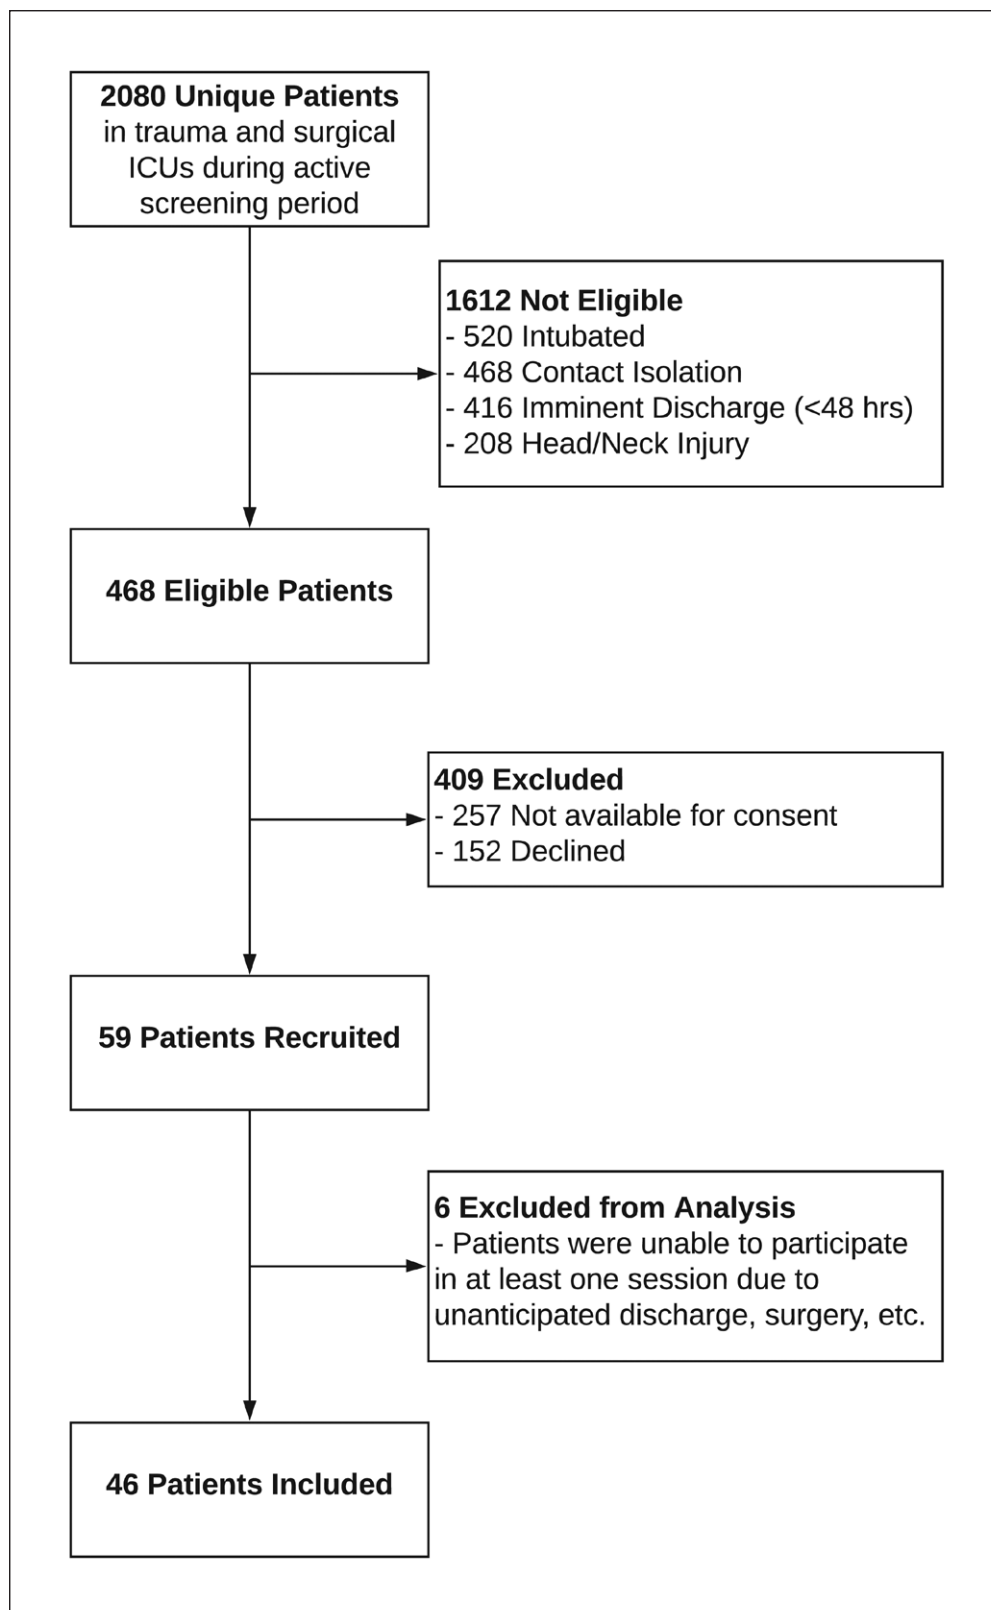 2080 Unique Patients
in trauma and surgical
ICUs during active
screening period
1612 Not Eligible
- 520 Intubated
- 468 Contact Isolation
- 416 Imminent Discharge (<48 hrs)
- 208 Head/Neck Injury
468 Eligible Patients
409 Excluded
- 257 Not available for consent
- 152 Declined
59 Patients Recruited
6 Excluded from Analysis
- Patients were unable to participate
in at least one session due to
unanticipated discharge, surgery, etc.
46 Patients Included